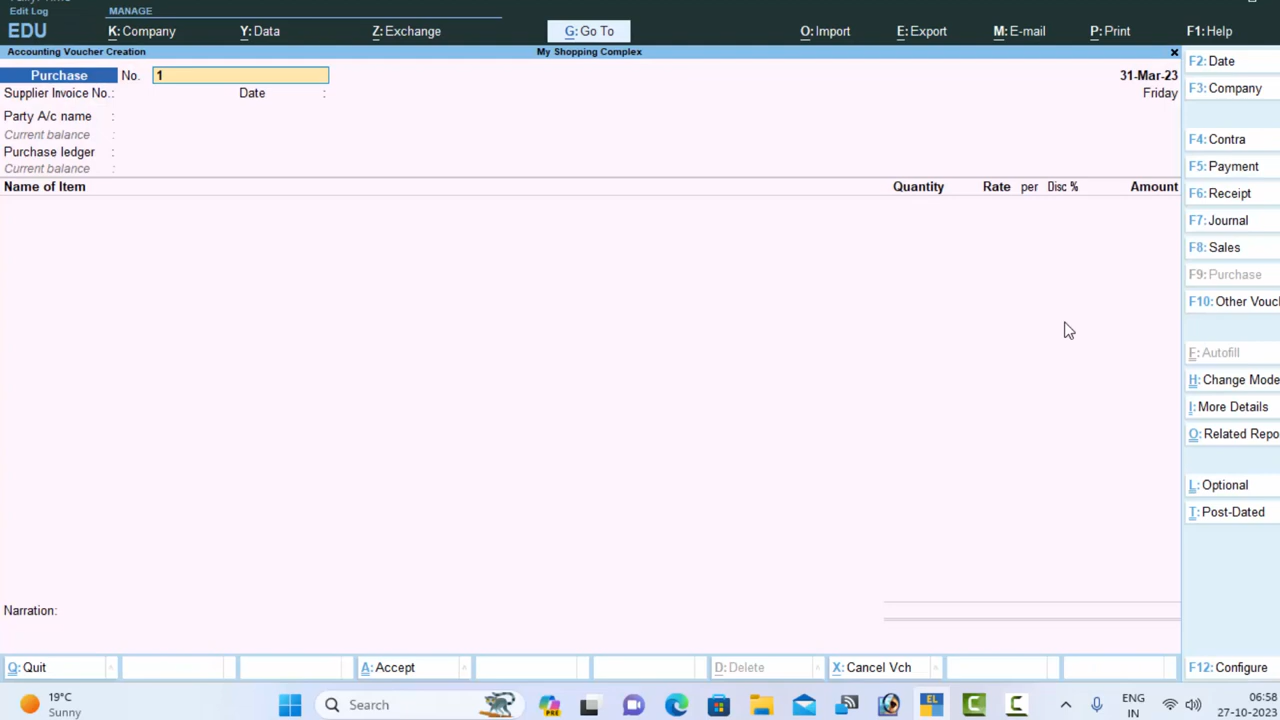 Edit Log
MANAGE
EDU
K: Company
Y: Data
Z: Exchange
G: Go To
O: Import
E: Export
M: E-mail
P: Print
F1: Help
Accounting Voucher Creation
My Shopping Complex
×
Purchase No. 1
31-Mar-23
Supplier Invoice No.: Date :
Friday
Party A/c name :
Current balance :
Purchase ledger :
Current balance :
Name of Item Quantity Rate per Disc % Amount
F2: Date
F3: Company
F4: Contra
F5: Payment
F6: Receipt
F7: Journal
F8: Sales
F9: Purchase
F10: Other Vouc
F: Autofill
H: Change Mode
I: More Details
O: Related Repo
L: Optional
T: Post-Dated
Narration:
Q: Quit
A: Accept
D: Delete
X: Cancel Vch
F12: Configure
19°C
Sunny
Search
PRE
EL
ENG
IN
06:58
27-10-2023